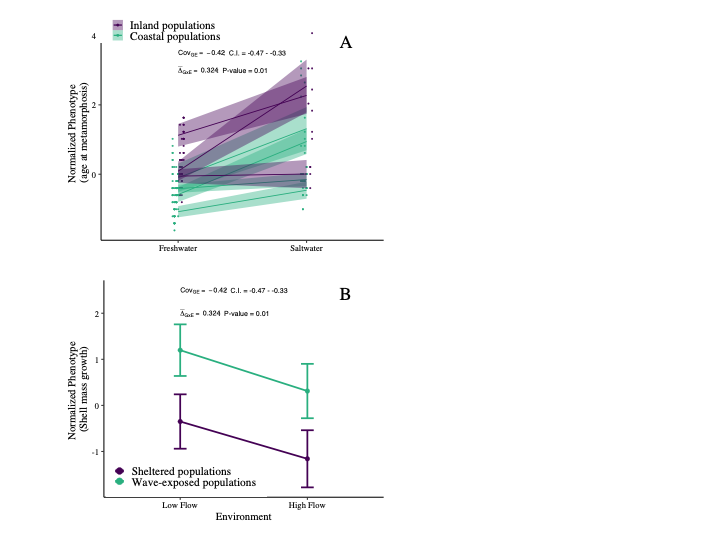 Inland populations
Coastal populations
A
Cov_GE = −0.42 C.I. = -0.47 - -0.33
Δ̅_GxE = 0.324 P-value = 0.01
Normalized Phenotype
(age at metamorphosis)
4
2
0
Freshwater
Saltwater
B
Cov_GE = −0.42 C.I. = -0.47 - -0.33
Δ̅_GxE = 0.324 P-value = 0.01
Normalized Phenotype
(Shell mass growth)
2
1
0
-1
Sheltered populations
Wave-exposed populations
Low Flow
High Flow
Environment